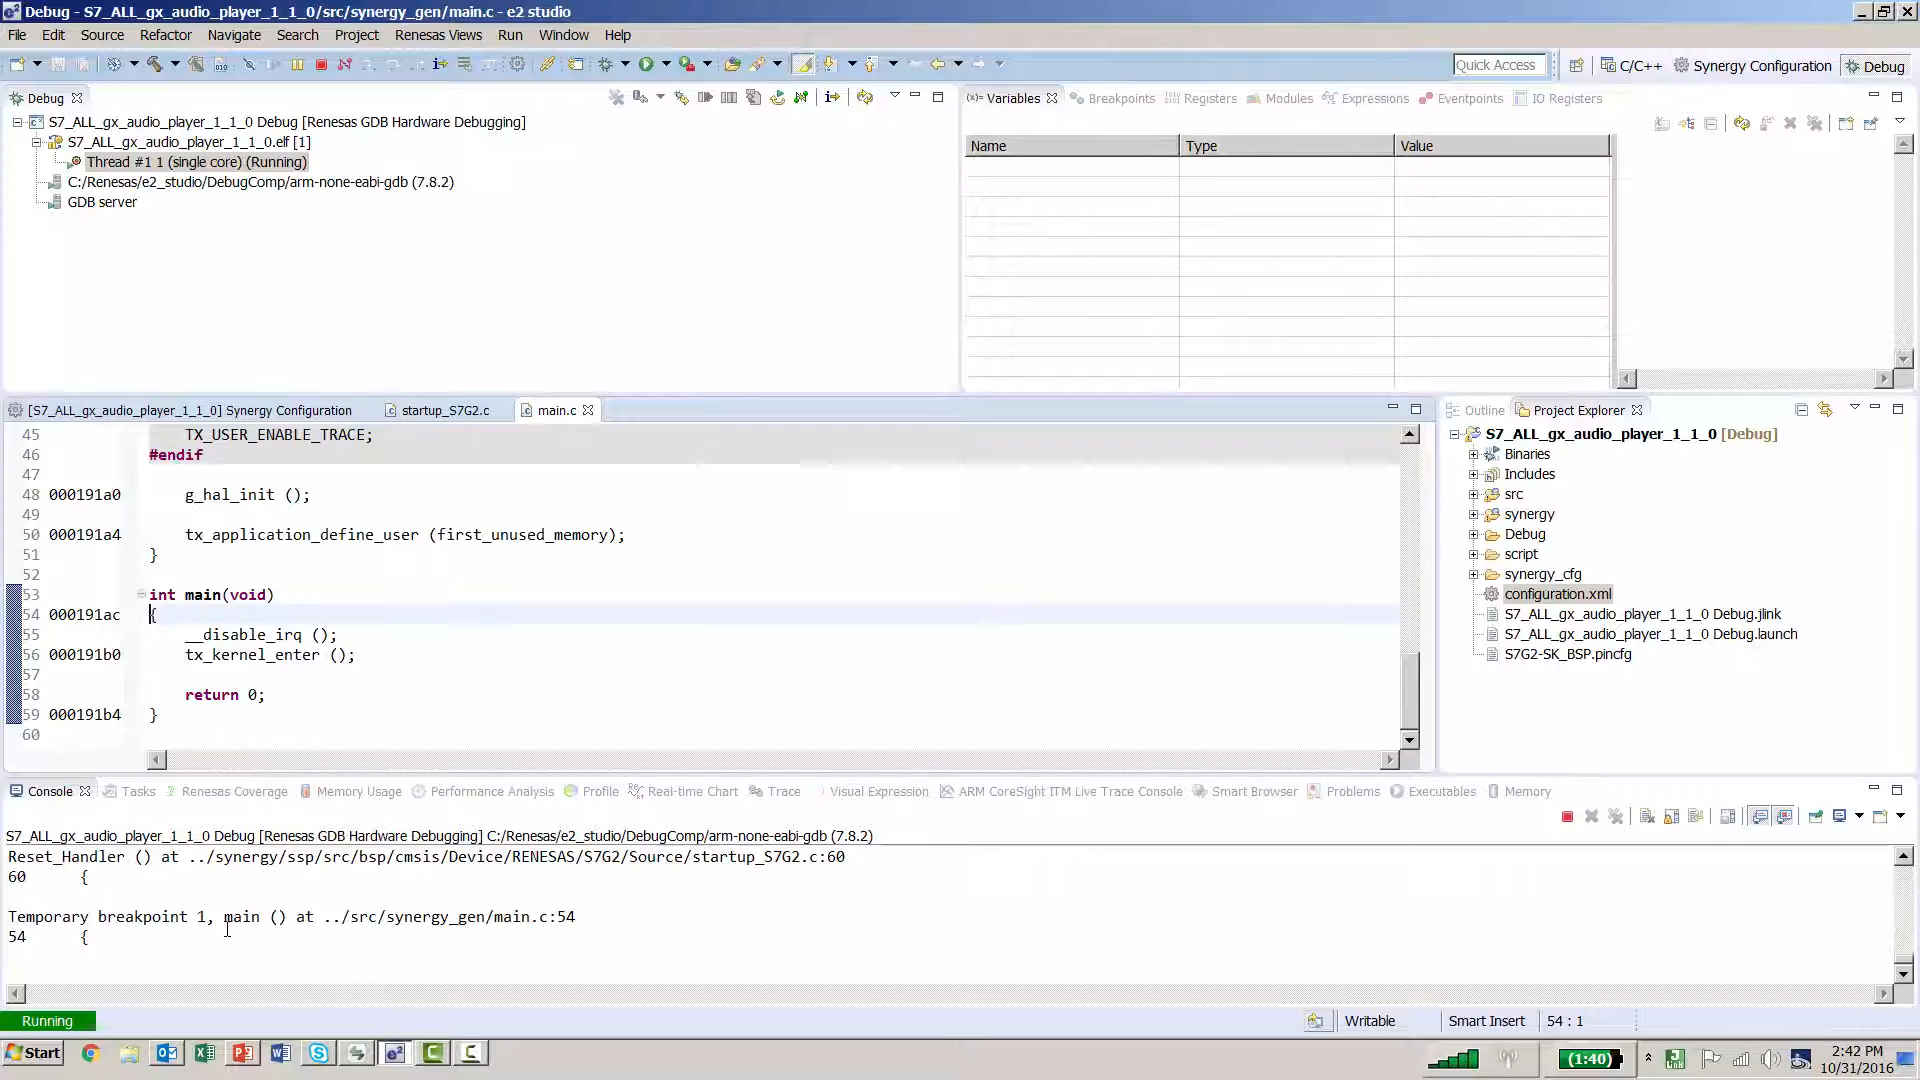 Debug - S7_ALL_gx_audio_player_1_1_0/src/synergy_gen/main.c - e2 studio
File Edit Source Refactor Navigate Search Project Renesas Views Run Window Help
Quick Access C/C++ Synergy Configuration Debug
Debug
S7_ALL_gx_audio_player_1_1_0 Debug [Renesas GDB Hardware Debugging]
S7_ALL_gx_audio_player_1_1_0.elf [1]
Thread #1 1 (single core) (Running)
C:/Renesas/e2_studio/DebugComp/arm-none-eabi-gdb (7.8.2)
GDB server
(x)= Variables Breakpoints Registers Modules Expressions Eventpoints IO Registers
Name Type Value
[S7_ALL_gx_audio_player_1_1_0] Synergy Configuration startup_S7G2.c main.c
45 TX_USER_ENABLE_TRACE;
46 #endif
47
48 000191a0 g_hal_init ();
49
50 000191a4 tx_application_define_user (first_unused_memory);
51 }
52
53 int main(void)
54 000191ac {
55 __disable_irq ();
56 000191b0 tx_kernel_enter ();
57
58 return 0;
59 000191b4 }
60
Outline Project Explorer
S7_ALL_gx_audio_player_1_1_0 [Debug]
Binaries
Includes
src
synergy
Debug
script
synergy_cfg
configuration.xml
S7_ALL_gx_audio_player_1_1_0 Debug.jlink
S7_ALL_gx_audio_player_1_1_0 Debug.launch
S7G2-SK_BSP.pincfg
Console Tasks Renesas Coverage Memory Usage Performance Analysis Profile Real-time Chart Trace Visual Expression ARM CoreSight ITM Live Trace Console Smart Browser Problems Executables Memory
S7_ALL_gx_audio_player_1_1_0 Debug [Renesas GDB Hardware Debugging] C:/Renesas/e2_studio/DebugComp/arm-none-eabi-gdb (7.8.2)
Reset_Handler () at ../synergy/ssp/src/bsp/cmsis/Device/RENESAS/S7G2/Source/startup_S7G2.c:60
60 {
Temporary breakpoint 1, main () at ../src/synergy_gen/main.c:54
54 {
Running Writable Smart Insert 54 : 1
Start (1:40) 2:42 PM
10/31/2016